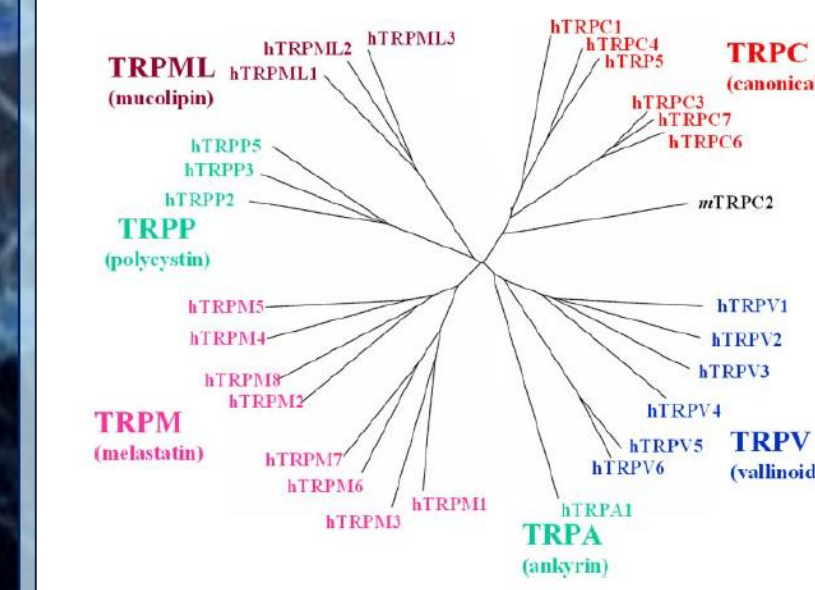 TRPML
(mucolipin)
hTRPML1
hTRPML2
hTRPML3
hTRPC1
hTRPC4
hTRP5
TRPC
(canonical
hTRPC3
hTRPC7
hTRPC6
mTRPC2
hTRPP5
hTRPP3
hTRPP2
TRPP
(polycystin)
hTRPM5
hTRPM4
hTRPM8
hTRPM2
TRPM
(melastatin)
hTRPM7
hTRPM6
hTRPM3
hTRPM1
hTRPV1
hTRPV2
hTRPV3
hTRPV4
hTRPV5
hTRPV6
TRPV
(vallinoid
hTRPA1
TRPA
(ankyrin)